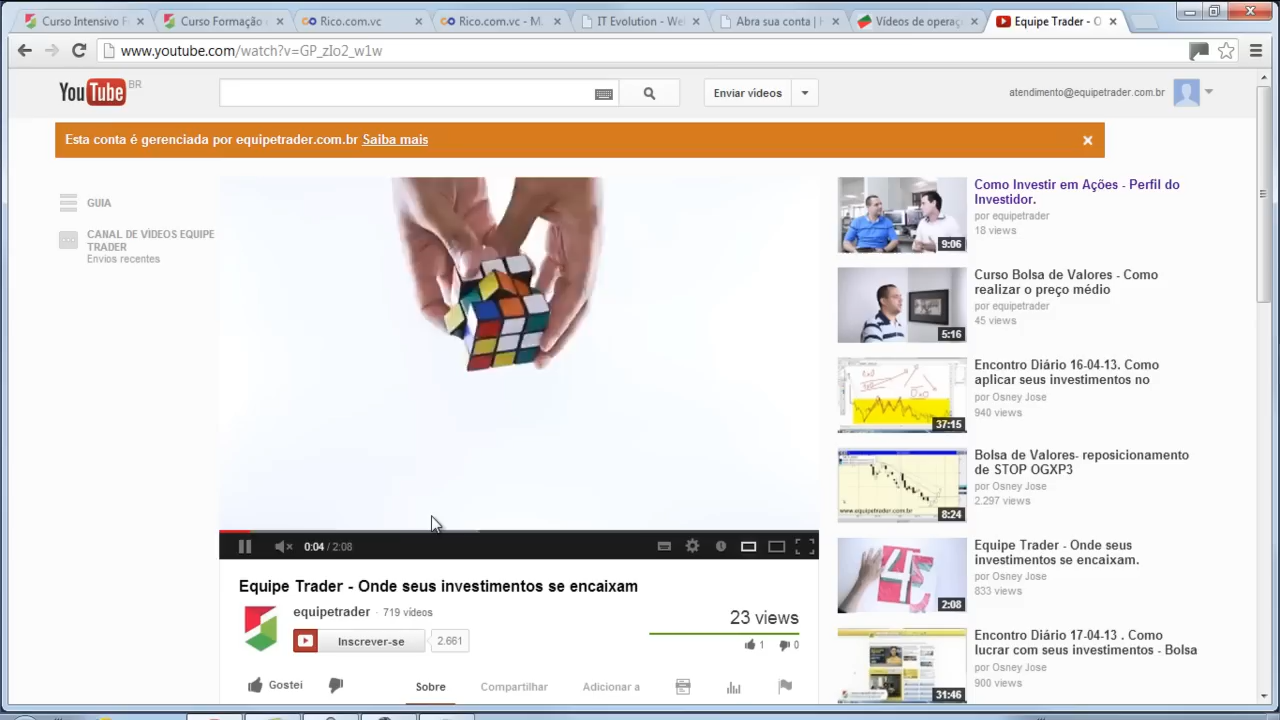 Curso Intensivo F
Curso Formação
Rico.com.vc
Rico.com.vc - M
IT Evolution - We
Abra sua conta
Vídeos de operaç
Equipe Trader - O
www.youtube.com/watch?v=GP_zIo2_w1w
YouTube BR
Enviar vídeos
atendimento@equipetrader.com.br
Esta conta é gerenciada por equipetrader.com.br Saiba mais
GUIA
CANAL DE VÍDEOS EQUIPE
TRADER
Envios recentes
0:04 / 2:08
Equipe Trader - Onde seus investimentos se encaixam
equipetrader · 719 vídeos
Inscrever-se 2.661
23 views
1 0
Gostei
Sobre
Compartilhar
Adicionar a
Como Investir em Ações - Perfil do
Investidor.
por equipetrader
18 views
9:06
Curso Bolsa de Valores - Como
realizar o preço médio
por equipetrader
45 views
5:16
Encontro Diário 16-04-13. Como
aplicar seus investimentos no
por Osney Jose
940 views
37:15
Bolsa de Valores- reposicionamento
de STOP OGXP3
por Osney Jose
2.297 views
www.equipetrader.com.br
8:24
Equipe Trader - Onde seus
investimentos se encaixam.
por Osney Jose
833 views
2:08
Encontro Diário 17-04-13 . Como
lucrar com seus investimentos - Bolsa
por Osney Jose
900 views
31:46